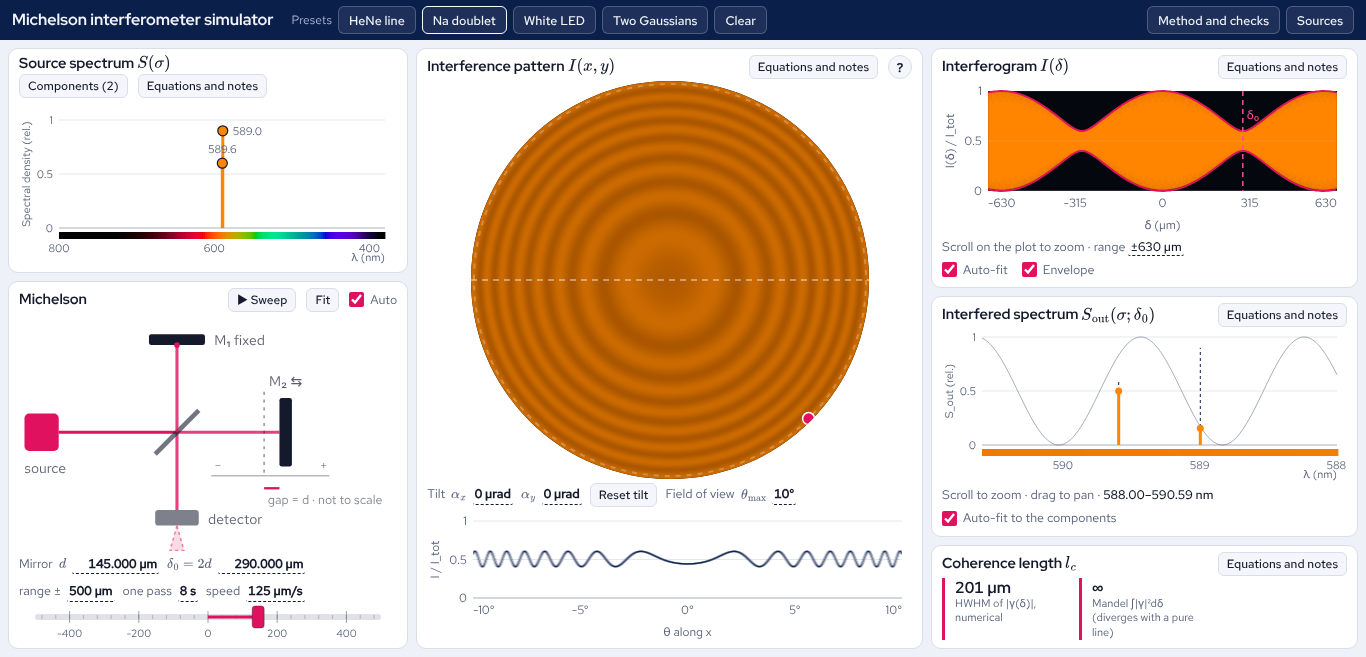 Michelson interferometer simulator Presets HeNe line Na doublet White LED Two Gaussians Clear Method and checks Sources
Source spectrum S(σ)
Components (2) Equations and notes
1
589.0
589.6
0.5
0
Spectral density (rel.)
800 600 400
λ (nm)
Michelson ▶ Sweep Fit Auto
M₁ fixed
M₂ ⇆
source
− +
gap = d · not to scale
detector
Mirror d 145.000 µm δ₀ = 2d 290.000 µm
range ± 500 µm one pass 8 s speed 125 µm/s
-400 -200 0 200 400
Interference pattern I(x, y) Equations and notes ?
Tilt αx 0 µrad αy 0 µrad Reset tilt Field of view θmax 10°
1
0.5
0
I / I_tot
-10° -5° 0° 5° 10°
θ along x
Interferogram I(δ) Equations and notes
1
δ₀
0.5
0
I(δ) / I_tot
-630 -315 0 315 630
δ (µm)
Scroll on the plot to zoom · range ±630 µm
Auto-fit Envelope
Interfered spectrum Sout(σ; δ₀) Equations and notes
1
0.5
0
S_out (rel.)
590 589 588
λ (nm)
Scroll to zoom · drag to pan · 588.00–590.59 nm
Auto-fit to the components
Coherence length lc Equations and notes
201 µm
HWHM of |γ(δ)|,
numerical
∞
Mandel ∫|γ|²dδ
(diverges with a pure
line)